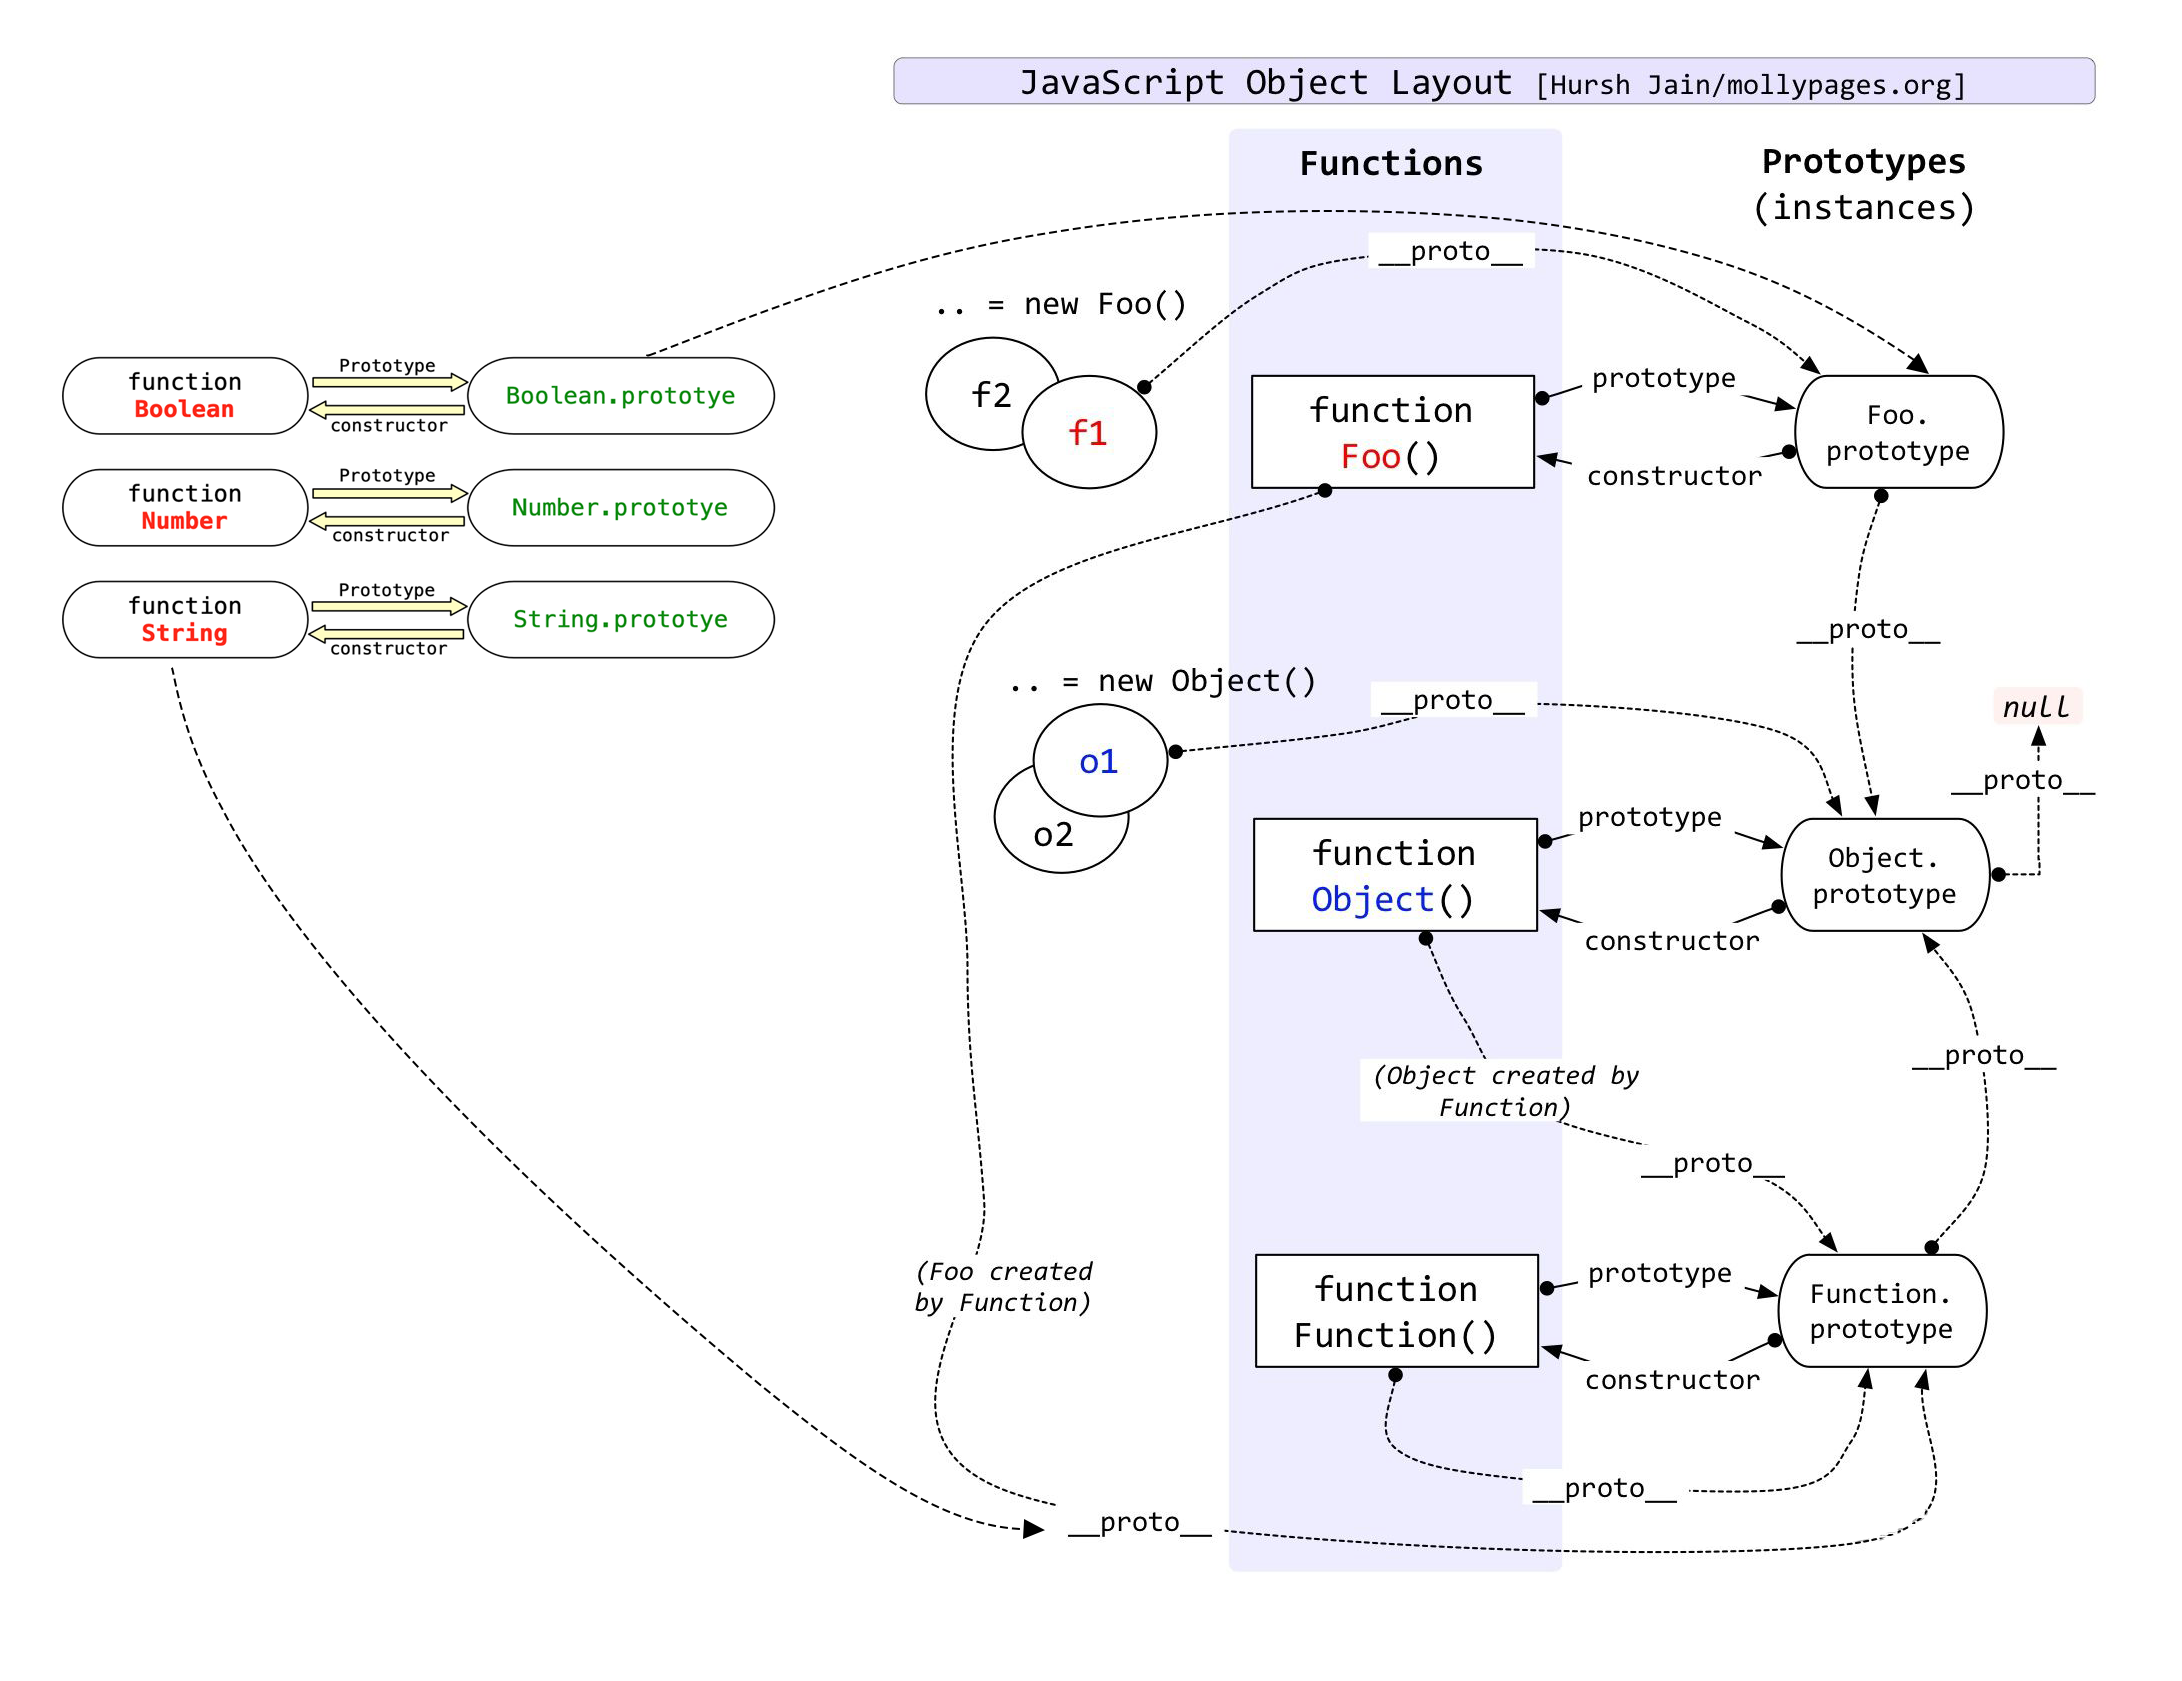 JavaScript Object Layout [Hursh Jain/mollypages.org]
Functions
Prototypes
(instances)
__proto__
.. = new Foo()
f2
f1
function
Foo()
prototype
constructor
Foo.
prototype
function
Boolean
Prototype
constructor
Boolean.prototye
function
Number
Prototype
constructor
Number.prototye
function
String
Prototype
constructor
String.prototye
__proto__
.. = new Object()
__proto__
o1
o2
null
__proto__
function
Object()
prototype
constructor
Object.
prototype
(Object created by
Function)
__proto__
__proto__
(Foo created
by Function)
function
Function()
prototype
constructor
Function.
prototype
__proto__
__proto__